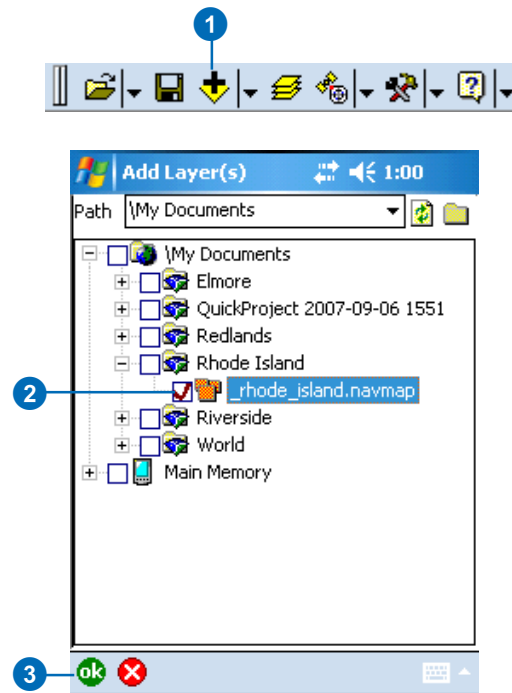 1
Add Layer(s) 1:00
Path \My Documents
\My Documents
Elmore
QuickProject 2007-09-06 1551
Redlands
Rhode Island
2 _rhode_island.navmap
Riverside
World
Main Memory
3 ok